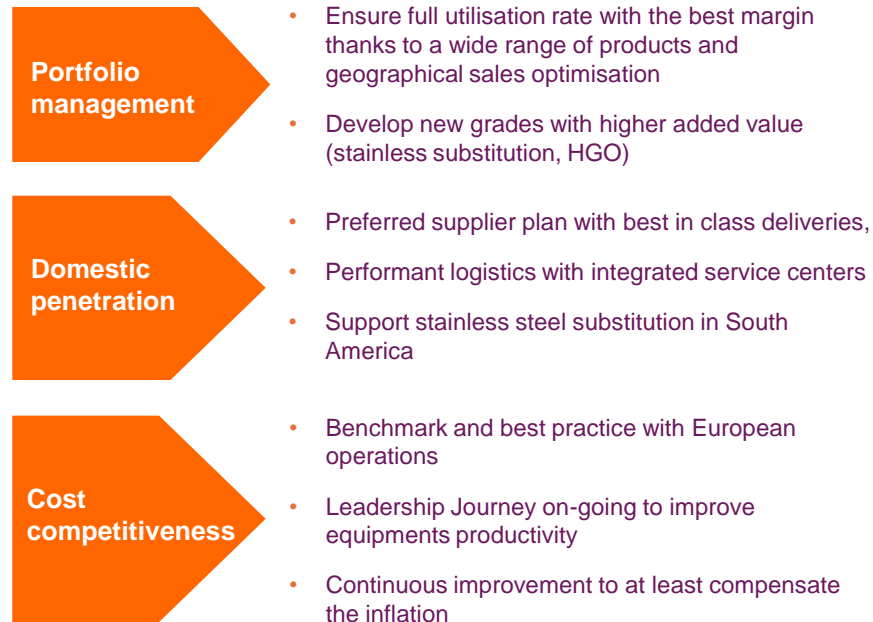 Portfolio
management
• Ensure full utilisation rate with the best margin
thanks to a wide range of products and
geographical sales optimisation
• Develop new grades with higher added value
(stainless substitution, HGO)
Domestic
penetration
• Preferred supplier plan with best in class deliveries,
• Performant logistics with integrated service centers
• Support stainless steel substitution in South
America
Cost
competitiveness
• Benchmark and best practice with European
operations
• Leadership Journey on-going to improve
equipments productivity
• Continuous improvement to at least compensate
the inflation